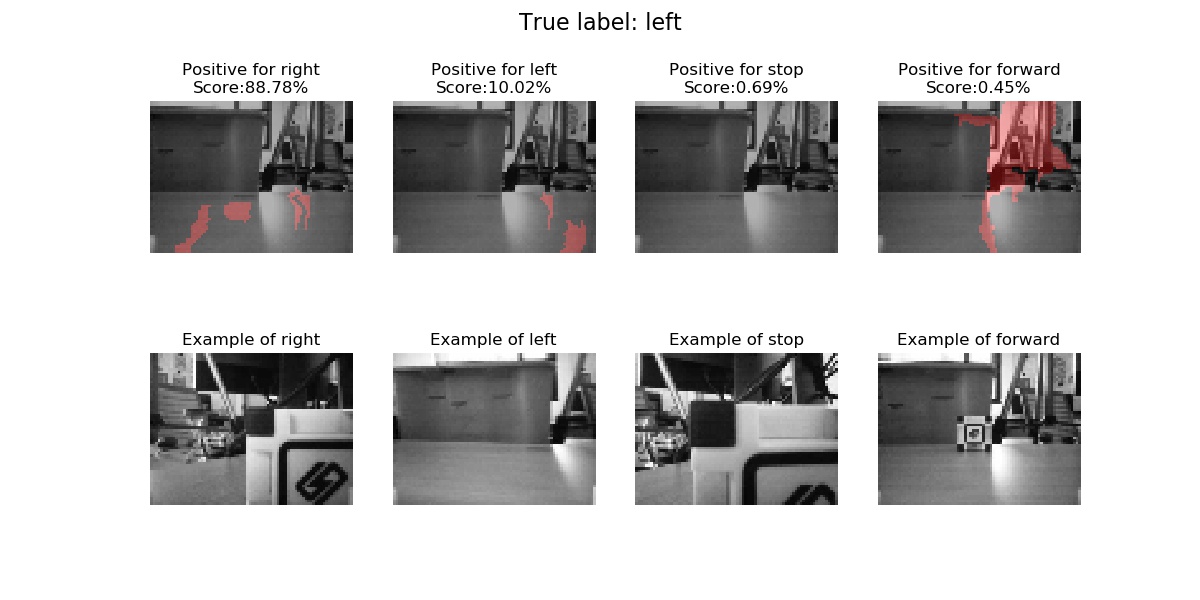 True label: left
Positive for right
Score:88.78%
Positive for left
Score:10.02%
Positive for stop
Score:0.69%
Positive for forward
Score:0.45%
Example of right
Example of left
Example of stop
Example of forward